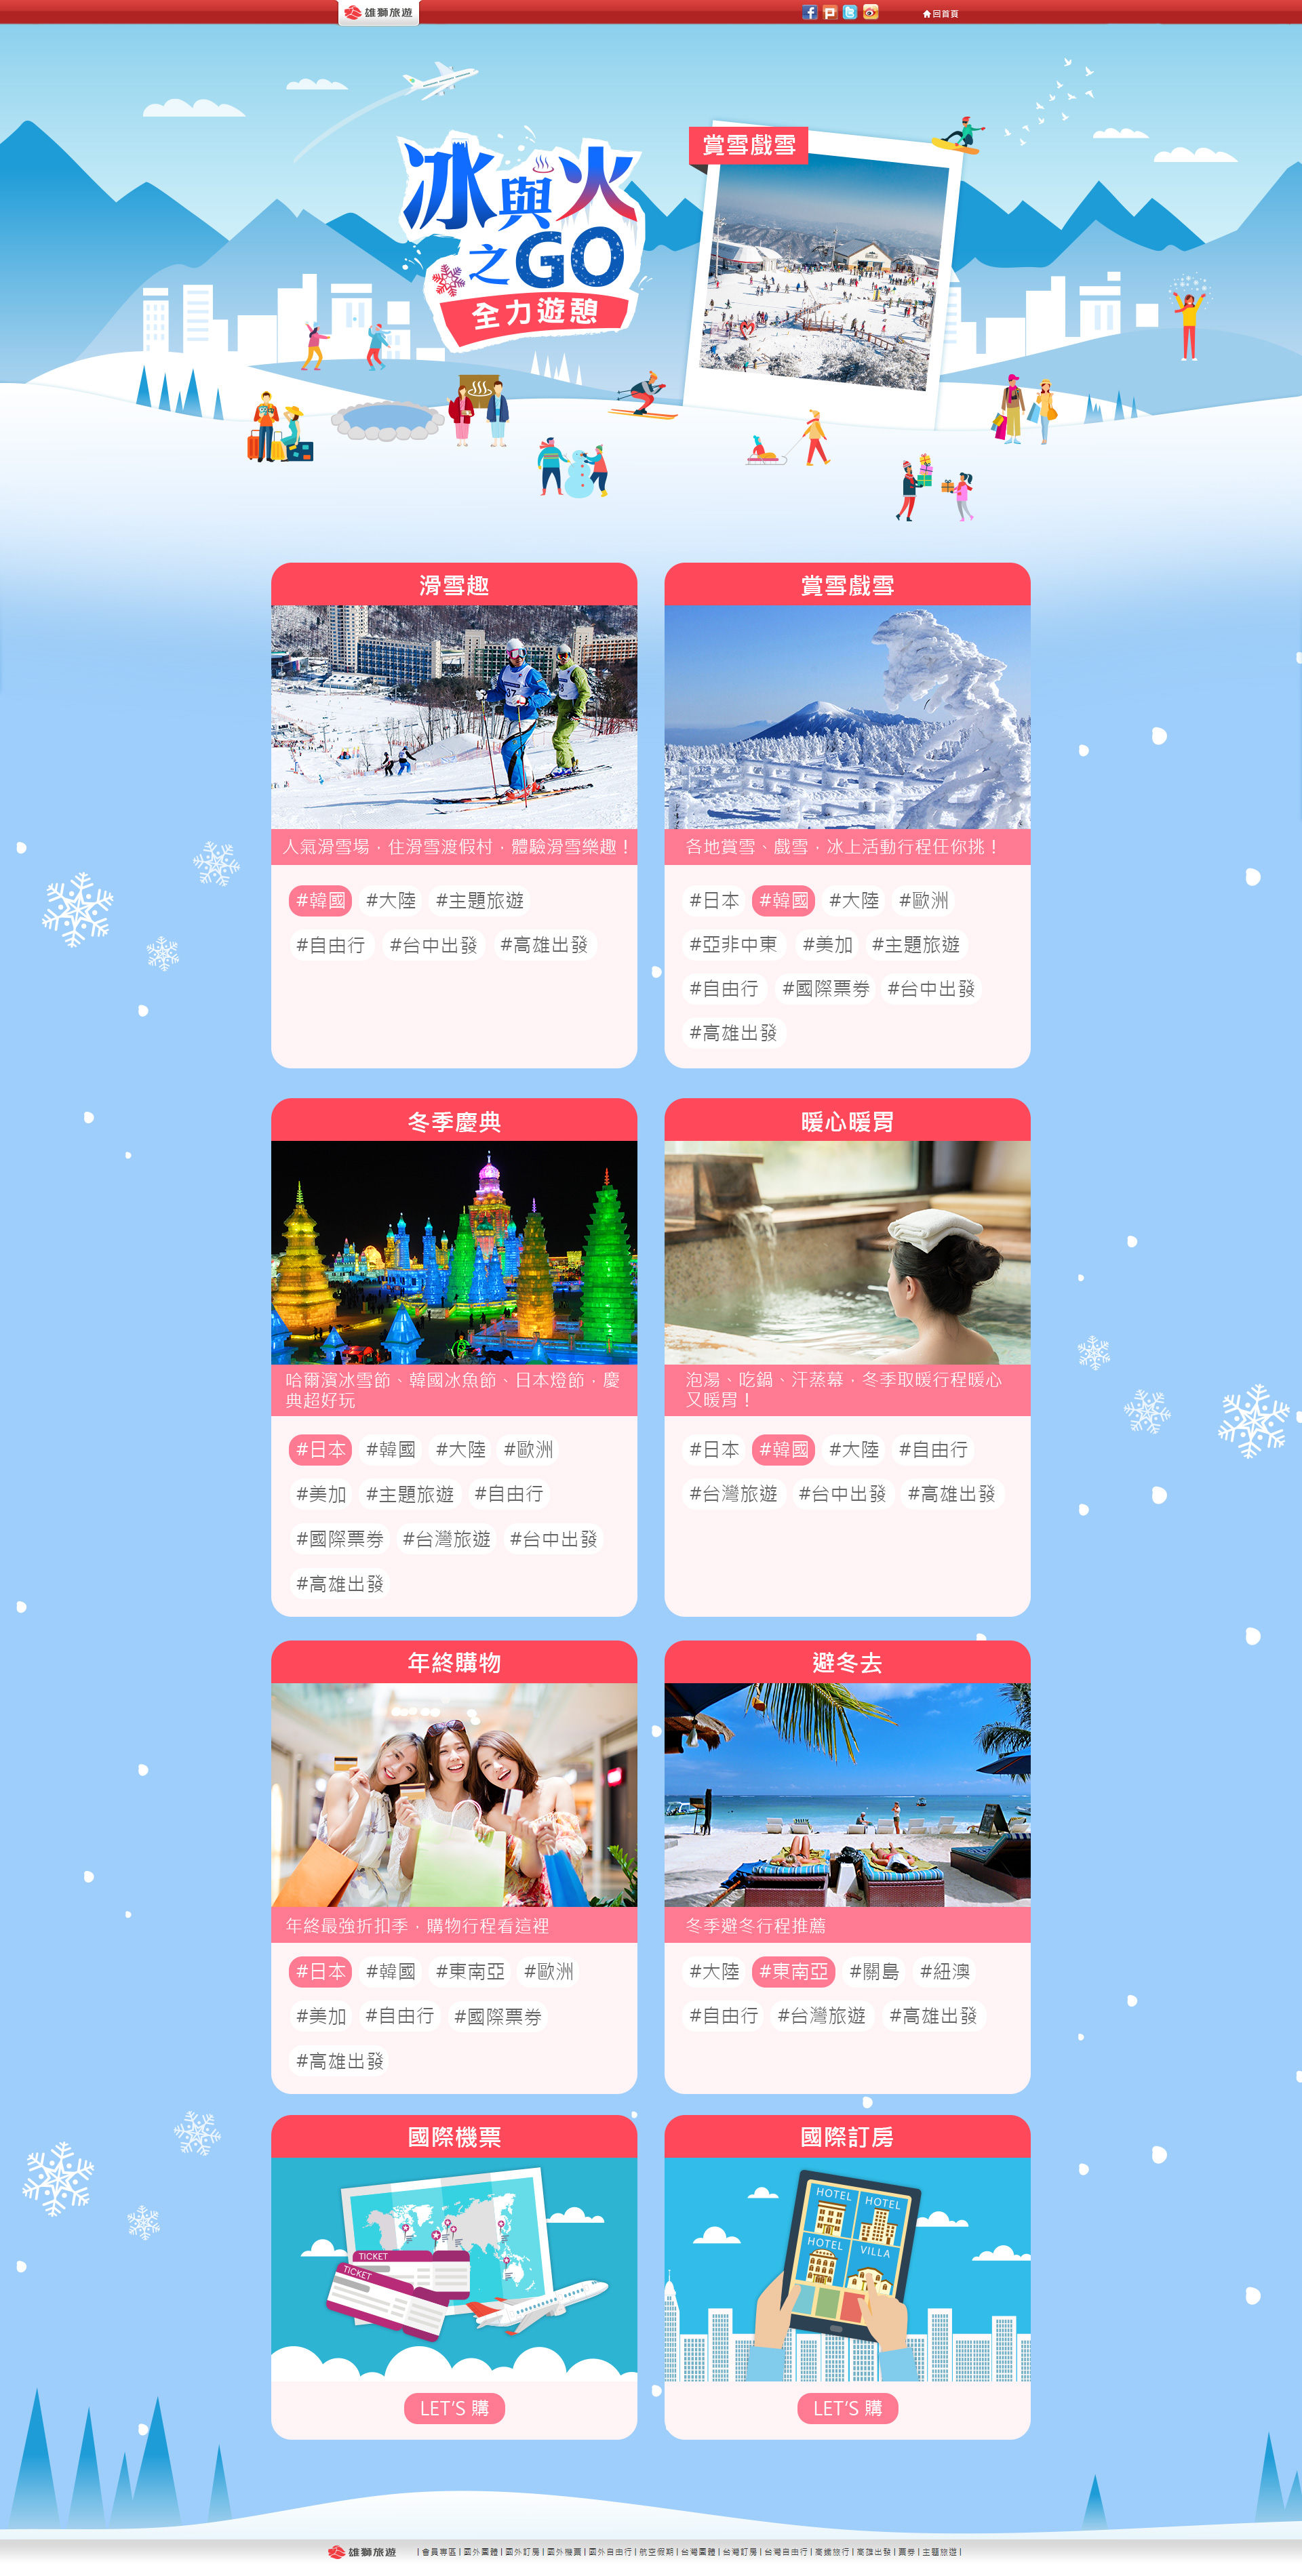 雄獅旅遊
回首頁
冰與火
之GO
全力遊憩
賞雪戲雪
滑雪趣
人氣滑雪場，住滑雪渡假村，體驗滑雪樂趣！
#韓國 #大陸 #主題旅遊
#自由行 #台中出發 #高雄出發
賞雪戲雪
各地賞雪、戲雪，冰上活動行程任你挑！
#日本 #韓國 #大陸 #歐洲
#亞非中東 #美加 #主題旅遊
#自由行 #國際票券 #台中出發
#高雄出發
冬季慶典
哈爾濱冰雪節、韓國冰魚節、日本燈節，慶
典超好玩
#日本 #韓國 #大陸 #歐洲
#美加 #主題旅遊 #自由行
#國際票券 #台灣旅遊 #台中出發
#高雄出發
暖心暖胃
泡湯、吃鍋、汗蒸幕，冬季取暖行程暖心
又暖胃！
#日本 #韓國 #大陸 #自由行
#台灣旅遊 #台中出發 #高雄出發
年終購物
年終最強折扣季，購物行程看這裡
#日本 #韓國 #東南亞 #歐洲
#美加 #自由行 #國際票券
#高雄出發
避冬去
冬季避冬行程推薦
#大陸 #東南亞 #關島 #紐澳
#自由行 #台灣旅遊 #高雄出發
國際機票
TICKET
TICKET
LET'S 購
國際訂房
HOTEL HOTEL
HOTEL VILLA
LET'S 購
雄獅旅遊 | 會員專區 | 國外團體 | 國外訂房 | 國外機票 | 國外自由行 | 航空假期 | 台灣團體 | 台灣訂房 | 台灣自由行 | 高鐵旅行 | 高雄出發 | 票券 | 主題旅遊 |